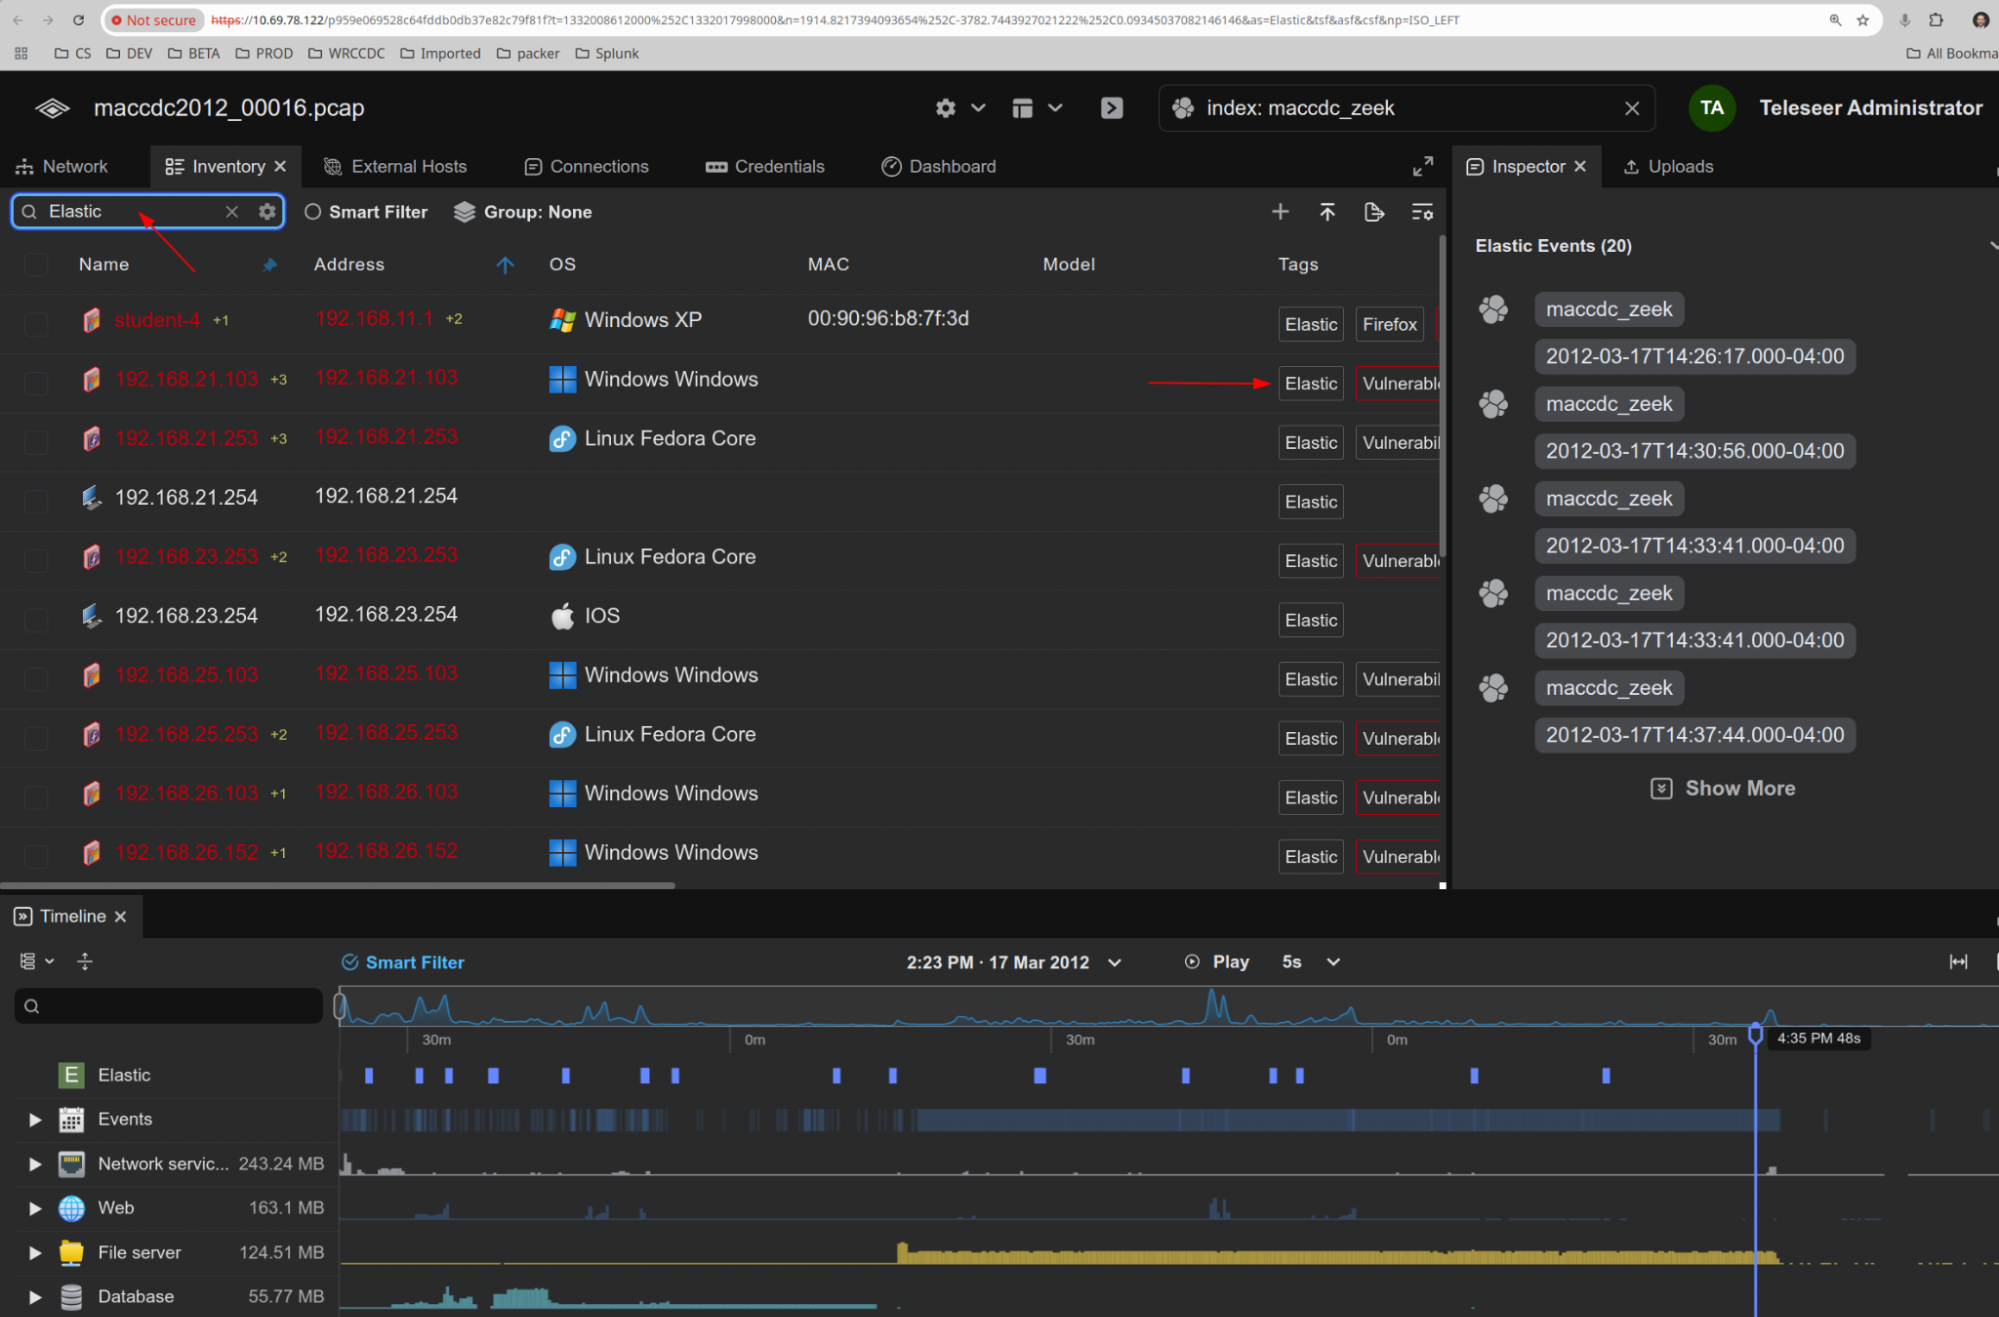 Not secure https://10.69.78.122/p959e069528c64fddb0db37e82c79f81f?t=1332008612000%252C1332017998000&n=1914.8217394093654%252C-3782.7443927021222%252C0.09345037082146146&as=Elastic&tsf&asf&csf&np=ISO_LEFT
CS DEV BETA PROD WRCCDC Imported packer Splunk All Bookma
maccdc2012_00016.pcap index: maccdc_zeek TA Teleseer Administrator
Network Inventory External Hosts Connections Credentials Dashboard Inspector Uploads
Elastic Smart Filter Group: None
Elastic Events (20)
Name Address OS MAC Model Tags
student-4 +1 192.168.11.1 +2 Windows XP 00:90:96:b8:7f:3d Elastic Firefox
192.168.21.103 +3 192.168.21.103 Windows Windows Elastic Vulnerabl
192.168.21.253 +3 192.168.21.253 Linux Fedora Core Elastic Vulnerabil
192.168.21.254 192.168.21.254 Elastic
192.168.23.253 +2 192.168.23.253 Linux Fedora Core Elastic Vulnerabl
192.168.23.254 192.168.23.254 IOS Elastic
192.168.25.103 192.168.25.103 Windows Windows Elastic Vulnerabil
192.168.25.253 +2 192.168.25.253 Linux Fedora Core Elastic Vulnerabl
192.168.26.103 +1 192.168.26.103 Windows Windows Elastic Vulnerabl
192.168.26.152 +1 192.168.26.152 Windows Windows Elastic Vulnerabl
maccdc_zeek
2012-03-17T14:26:17.000-04:00
maccdc_zeek
2012-03-17T14:30:56.000-04:00
maccdc_zeek
2012-03-17T14:33:41.000-04:00
maccdc_zeek
2012-03-17T14:33:41.000-04:00
maccdc_zeek
2012-03-17T14:37:44.000-04:00
Show More
Timeline
Smart Filter 2:23 PM · 17 Mar 2012 Play 5s
30m 0m 30m 0m 30m 4:35 PM 48s
E Elastic
Events
Network servic... 243.24 MB
Web 163.1 MB
File server 124.51 MB
Database 55.77 MB